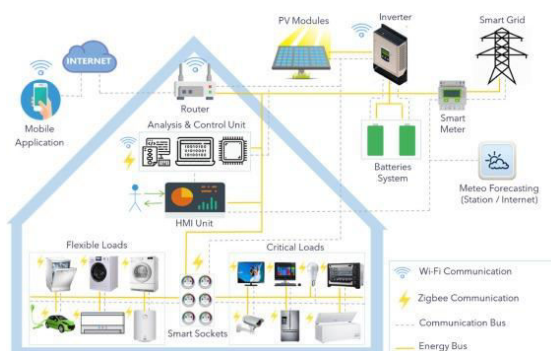 PV Modules
Inverter
Smart Grid
INTERNET
Mobile
Application
Router
Smart
Meter
Analysis & Control Unit
Batteries
System
Meteo Forecasting
(Station / Internet)
HMI Unit
Flexible Loads
Critical Loads
Smart Sockets
Wi-Fi Communication
Zigbee Communication
Communication Bus
Energy Bus